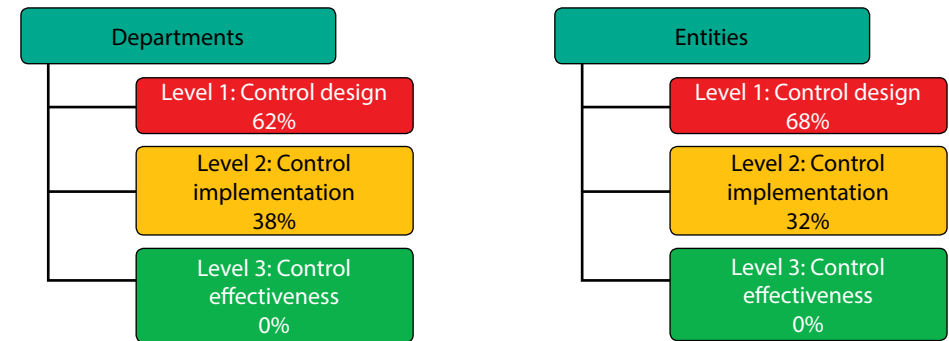 Departments
Level 1: Control design
62%
Level 2: Control
implementation
38%
Level 3: Control
effectiveness
0%
Entities
Level 1: Control design
68%
Level 2: Control
implementation
32%
Level 3: Control
effectiveness
0%